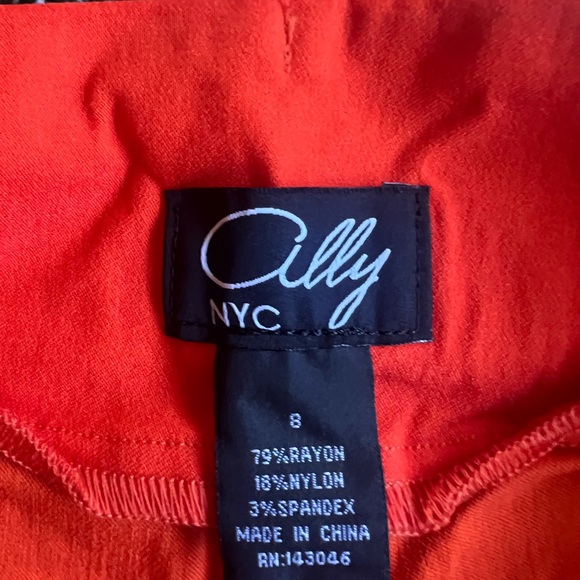 Ally
NYC
8
79%RAYON
18%NYLON
3%SPANDEX
MADE IN CHINA
RN:143046